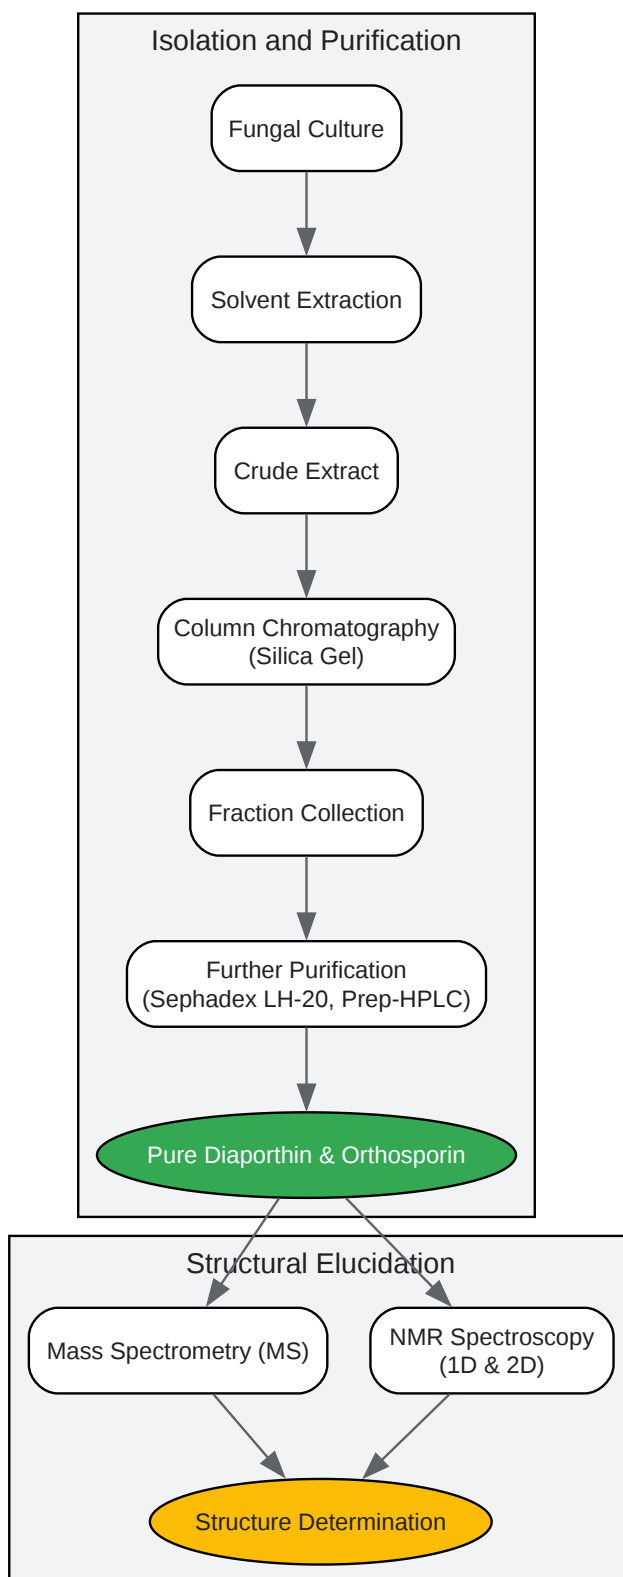 Isolation and Purification
Fungal Culture
Solvent Extraction
Crude Extract
Column Chromatography
(Silica Gel)
Fraction Collection
Further Purification
(Sephadex LH-20, Prep-HPLC)
Pure Diaporthin & Orthosporin
Structural Elucidation
Mass Spectrometry (MS)
NMR Spectroscopy
(1D & 2D)
Structure Determination